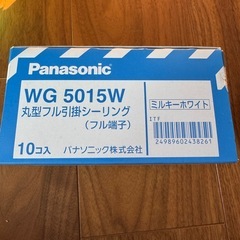 Panasonic
WG 5015W
丸型フル引掛シーリング
(フル端子)
ミルキーホワイト
ITF
24989602438261
10コ入
パナソニック株式会社